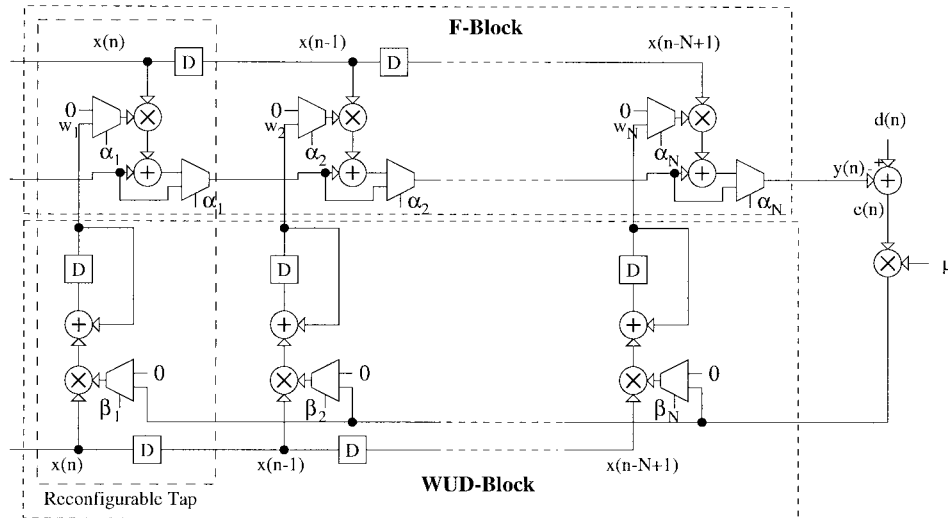 F-Block
x(n) D x(n-1) D x(n-N+1)
0 0 0
w1 w2 wN
d(n)
α1 α2 αN
+
y(n) -
α1 α2 αN
e(n)
D D D
μ
0 0 0
β1 β2 βN
D D
x(n) x(n-1) x(n-N+1)
WUD-Block
Reconfigurable Tap